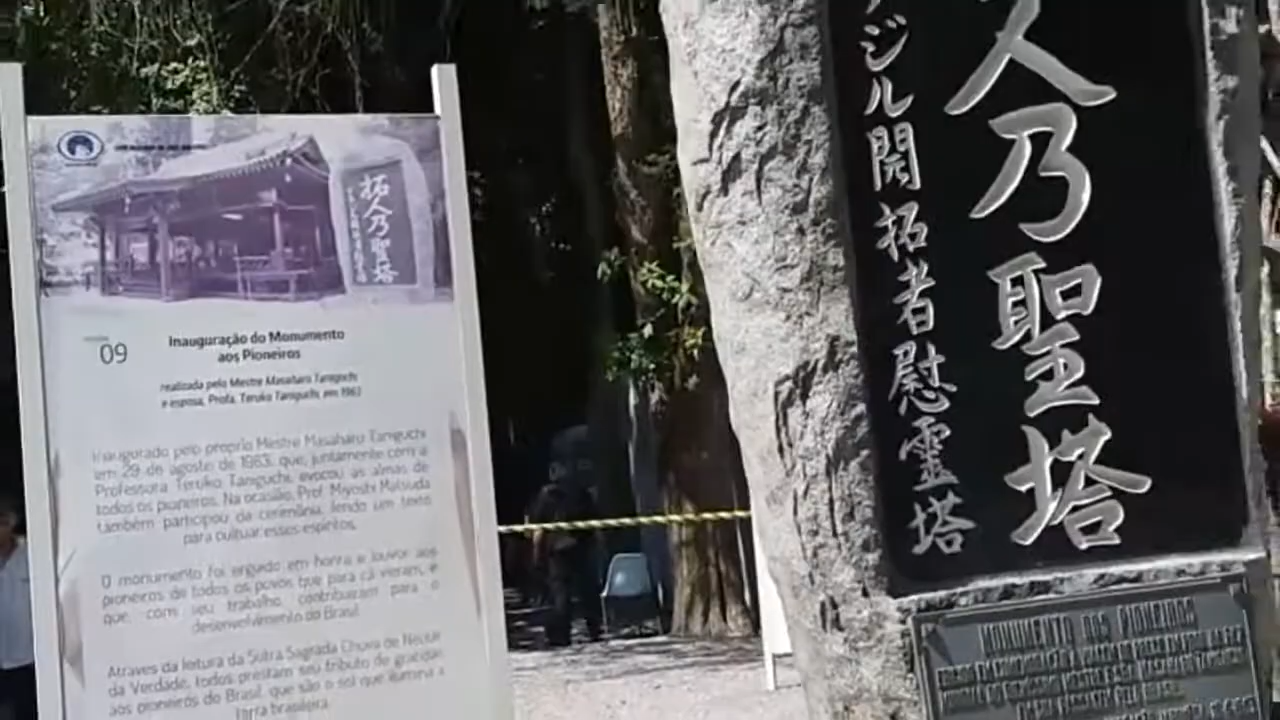 09
Inauguração do Monumento
aos Pioneiros
realizada pelo Mestre Masaharu Taniguchi
e esposa, Profa. Teruko Taniguchi em 1963
Inaugurado pelo próprio Mestre Masaharu Taniguchi
em 29 de agosto de 1963, que, juntamente com a
Professora Teruko Taniguchi, evocou as almas de
todos os pioneiros. Na ocasião, Prof. Miyoshi Matsuda
também participou da cerimônia, lendo um texto
para cultuar esses espíritos.
O monumento foi erguido em honra e louvor aos
pioneiros de todos os povos que para cá vieram, e
que, com seu trabalho, contribuíram para o
desenvolvimento do Brasil.
Através da leitura da Sutra Sagrada Chuva de Néctar
da Verdade, todos prestam seu tributo de gratidão
aos pioneiros do Brasil, que são o sol que ilumina a
terra brasileira.
拓人乃聖塔
人乃聖塔
ジル開拓者慰霊塔
MONUMENTO AOS PIONEIROS